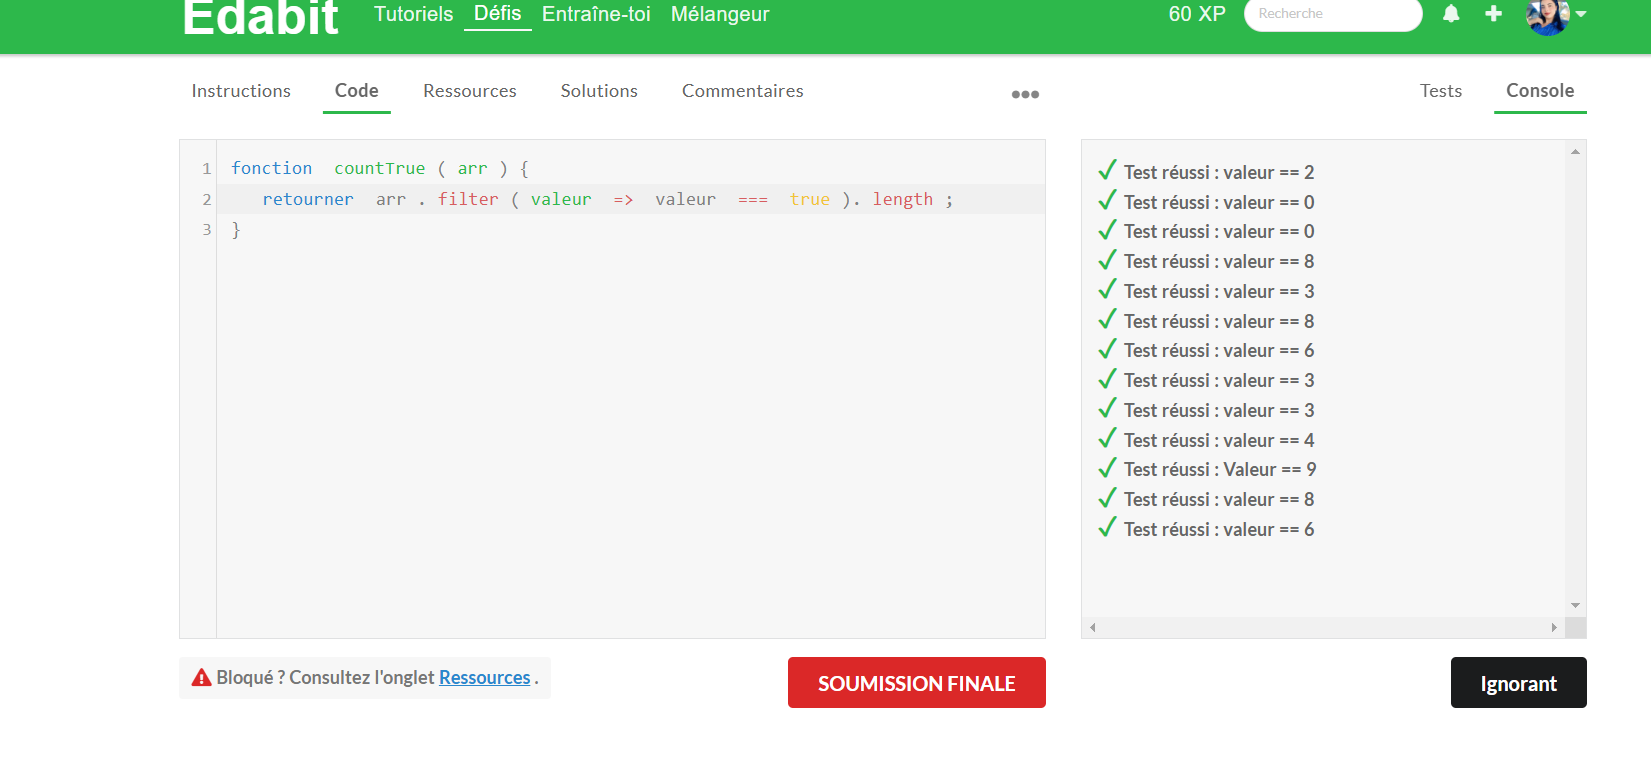 Edabit Tutoriels Défis Entraîne-toi Mélangeur 60 XP Recherche
Instructions Code Ressources Solutions Commentaires ••• Tests Console
1 fonction countTrue ( arr ) {
2 retourner arr . filter ( valeur => valeur === true ). length ;
3 }
Test réussi : valeur == 2
Test réussi : valeur == 0
Test réussi : valeur == 0
Test réussi : valeur == 8
Test réussi : valeur == 3
Test réussi : valeur == 8
Test réussi : valeur == 6
Test réussi : valeur == 3
Test réussi : valeur == 3
Test réussi : valeur == 4
Test réussi : Valeur == 9
Test réussi : valeur == 8
Test réussi : valeur == 6
Bloqué ? Consultez l'onglet Ressources .
SOUMISSION FINALE
Ignorant